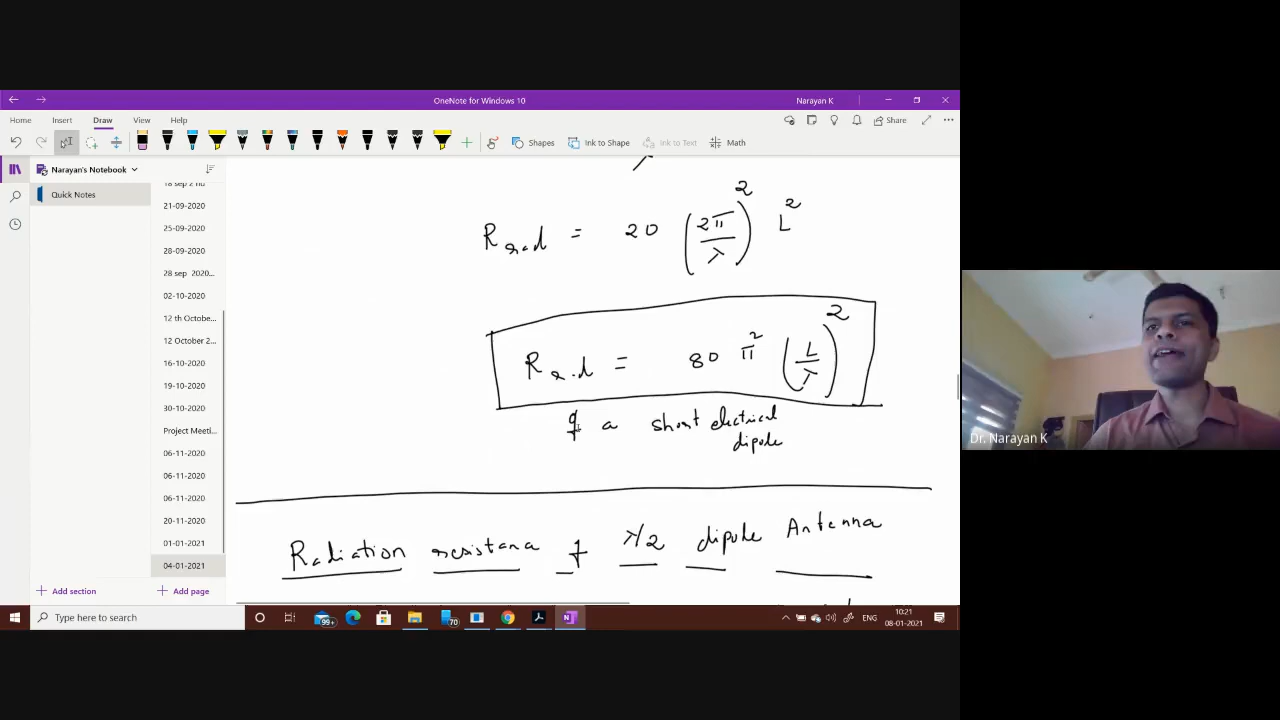 OneNote for Windows 10
Narayan K
Home Insert Draw View Help
Share
Shapes Ink to Shape Ink to Text Math
Narayan's Notebook
Quick Notes
21-09-2020
25-09-2020
28-09-2020
28 sep 2020...
02-10-2020
12 th Octobe...
12 October 2...
16-10-2020
19-10-2020
30-10-2020
Project Meeti...
06-11-2020
06-11-2020
06-11-2020
20-11-2020
01-01-2021
04-01-2021
Add section Add page
R rad = 20 (2π/λ)² L²
R rad = 80 π² (L/λ)²
of a short electrical
dipole
Radiation resistana of λ/2 dipole Antenna
Dr. Narayan K
Type here to search
99+
70
ENG
10:21
08-01-2021